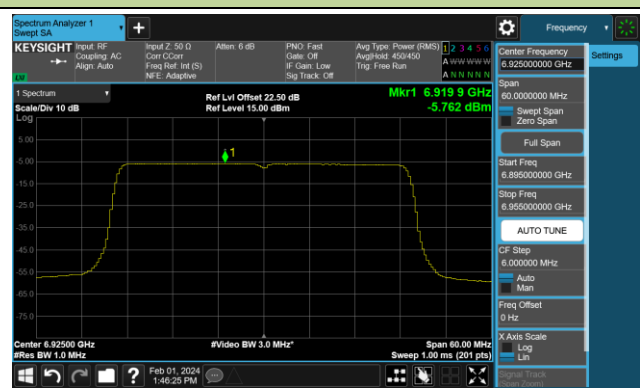 Spectrum Analyzer 1
Swept SA
Frequency
KEYSIGHT
Input: RF
Coupling: AC
Align: Auto
Input Z: 50 Ω
Corr CCorr
Freq Ref: Int (S)
NFE: Adaptive
Atten: 6 dB
PNO: Fast
Gate: Off
IF Gain: Low
Sig Track: Off
Avg Type: Power (RMS)
Avg|Hold: 450/450
Trig: Free Run
1 2 3 4 5 6
A W W W W W
A N N N N N
LU
1 Spectrum
Scale/Div 10 dB
Log
Ref Lvl Offset 22.50 dB
Ref Level 15.00 dBm
Mkr1 6.919 9 GHz
-5.762 dBm
1
5.00
-5.00
-15.0
-25.0
-35.0
-45.0
-55.0
-65.0
-75.0
Center 6.92500 GHz
#Res BW 1.0 MHz
#Video BW 3.0 MHz*
Span 60.00 MHz
Sweep 1.00 ms (201 pts)
Feb 01, 2024
1:46:25 PM
Center Frequency
6.925000000 GHz
Settings
Span
60.0000000 MHz
Swept Span
Zero Span
Full Span
Start Freq
6.895000000 GHz
Stop Freq
6.955000000 GHz
AUTO TUNE
CF Step
6.000000 MHz
Auto
Man
Freq Offset
0 Hz
X Axis Scale
Log
Lin
Signal Track
(Span Zoom)